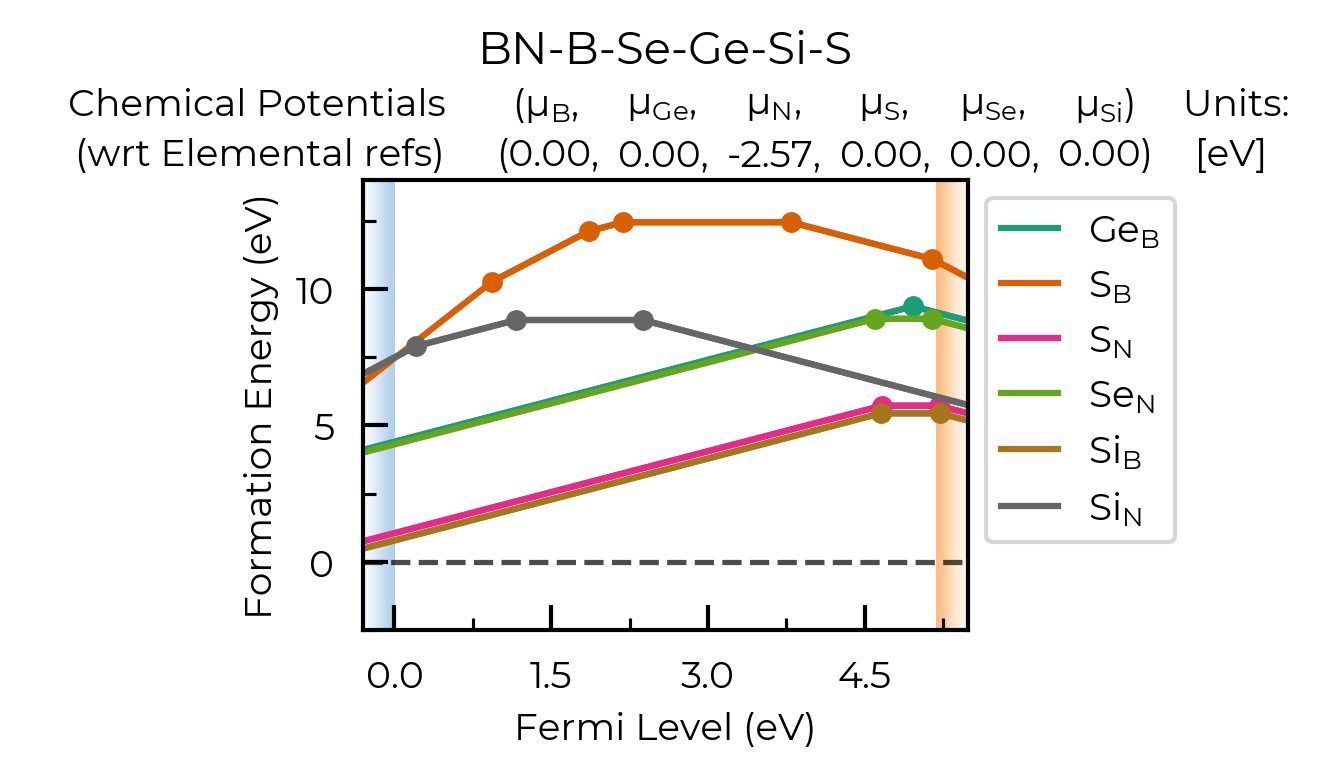 BN-B-Se-Ge-Si-S
Chemical Potentials (μB, μGe, μN, μS, μSe, μSi) Units:
(wrt Elemental refs) (0.00, 0.00, -2.57, 0.00, 0.00, 0.00) [eV]
Formation Energy (eV)
10
5
0
GeB
SB
SN
SeN
SiB
SiN
0.0 1.5 3.0 4.5
Fermi Level (eV)